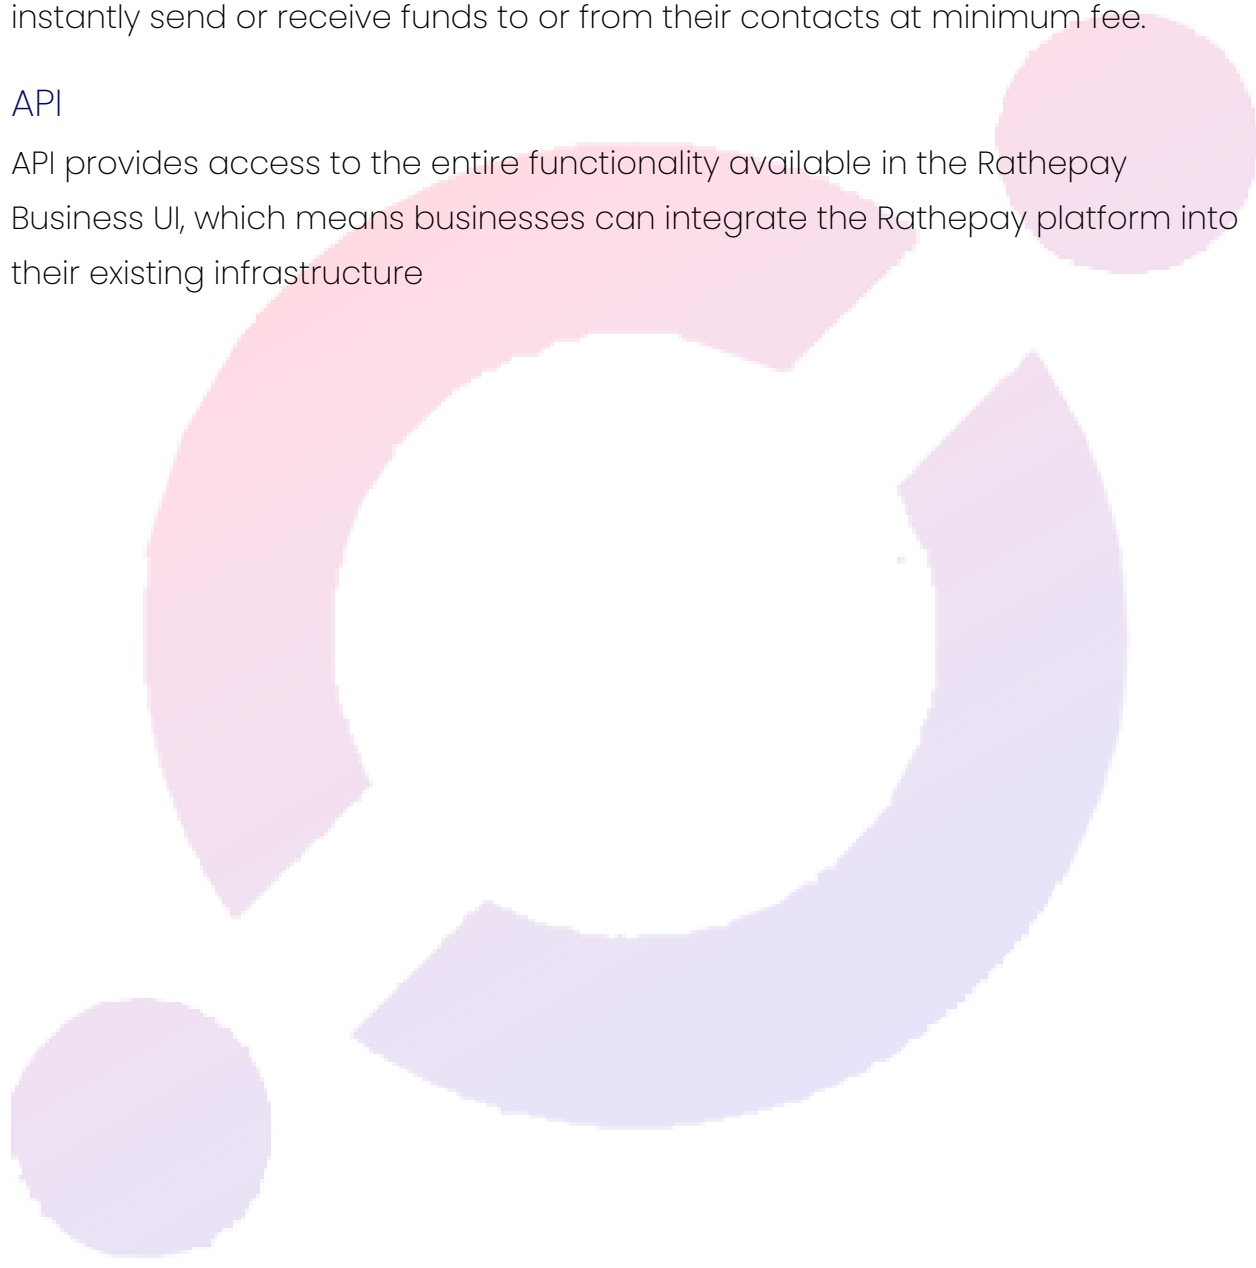 instantly send or receive funds to or from their contacts at minimum fee.
API
API provides access to the entire functionality available in the Rathepay
Business UI, which means businesses can integrate the Rathepay platform into
their existing infrastructure